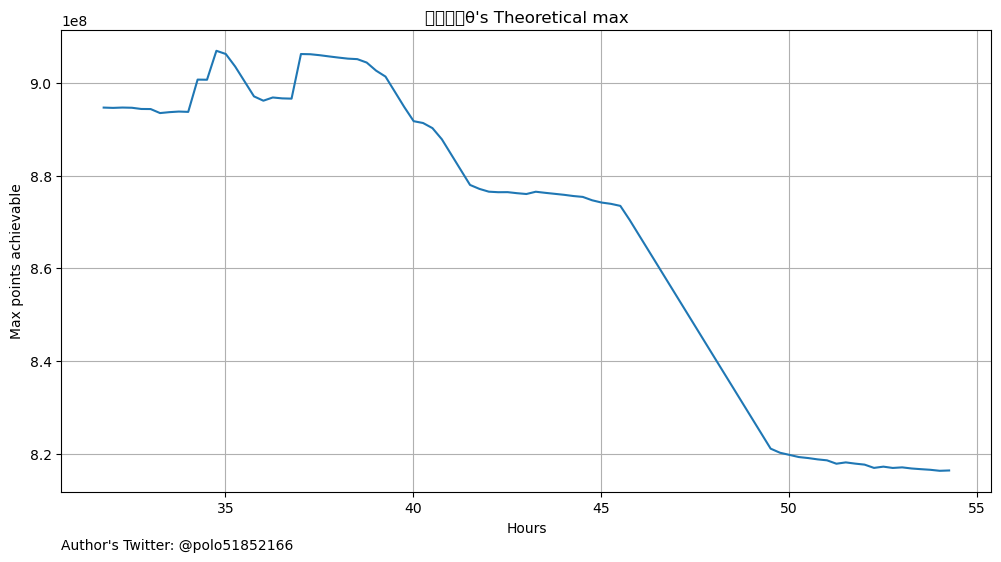 θ's Theoretical max
1e8
9.0
8.8
8.6
8.4
8.2
Max points achievable
35
40
45
50
55
Hours
Author's Twitter: @polo51852166